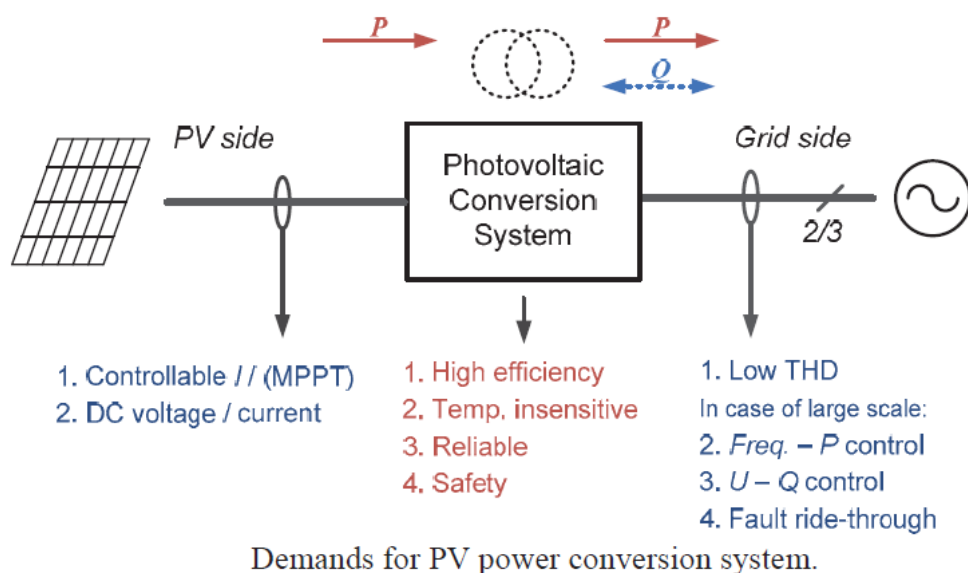 P
P
Q
PV side
Grid side
Photovoltaic
Conversion
System
2/3
1. Controllable I / (MPPT)
2. DC voltage / current
1. High efficiency
2. Temp. insensitive
3. Reliable
4. Safety
1. Low THD
In case of large scale:
2. Freq. – P control
3. U – Q control
4. Fault ride-through
Demands for PV power conversion system.